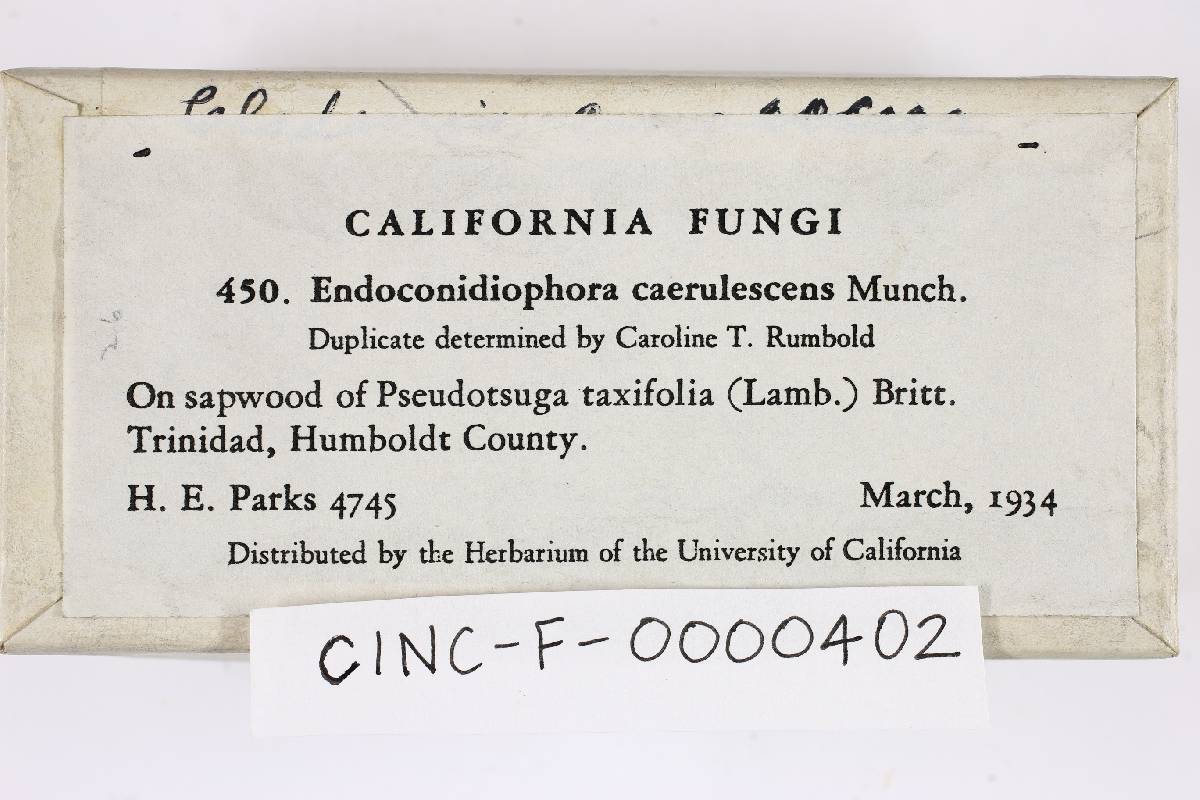 CALIFORNIA FUNGI
450. Endoconidiophora caerulescens Munch.
Duplicate determined by Caroline T. Rumbold
On sapwood of Pseudotsuga taxifolia (Lamb.) Britt.
Trinidad, Humboldt County.
H. E. Parks 4745 March, 1934
Distributed by the Herbarium of the University of California
CINC-F-0000402